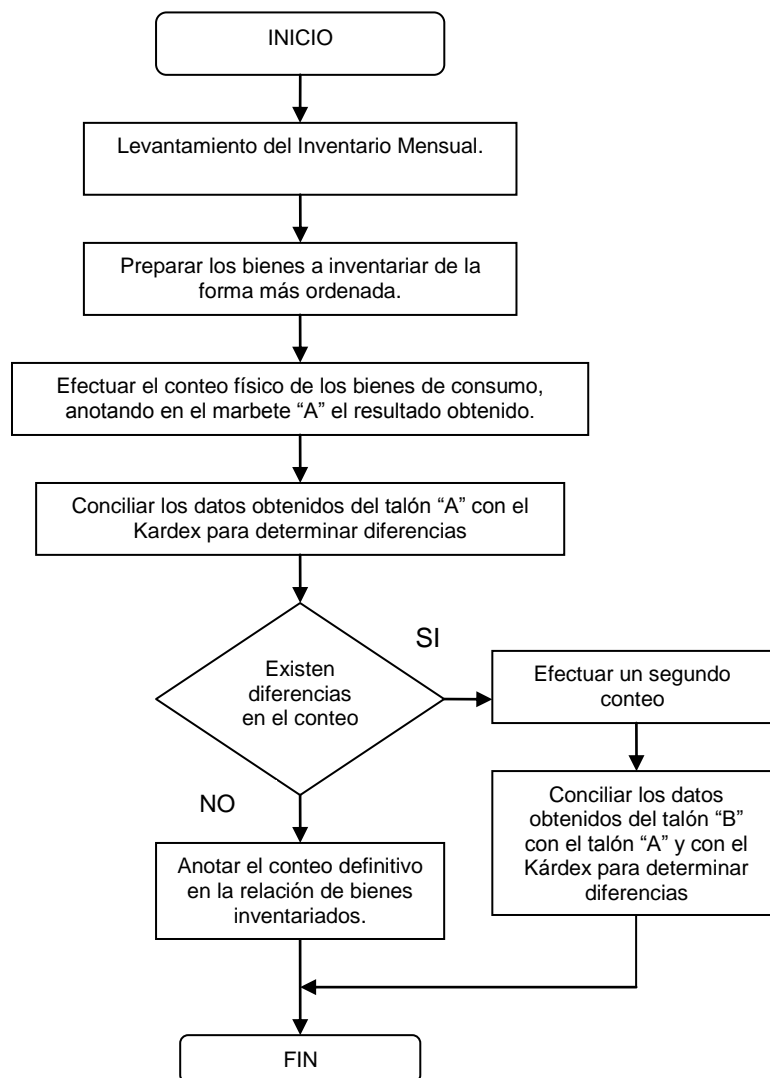 INICIO
Levantamiento del Inventario Mensual.
Preparar los bienes a inventariar de la
forma más ordenada.
Efectuar el conteo físico de los bienes de consumo,
anotando en el marbete “A” el resultado obtenido.
Conciliar los datos obtenidos del talón “A” con el
Kardex para determinar diferencias
Existen
diferencias
en el conteo
SI
Efectuar un segundo
conteo
Conciliar los datos
obtenidos del talón “B”
con el talón “A” y con el
Kárdex para determinar
diferencias
NO
Anotar el conteo definitivo
en la relación de bienes
inventariados.
FIN